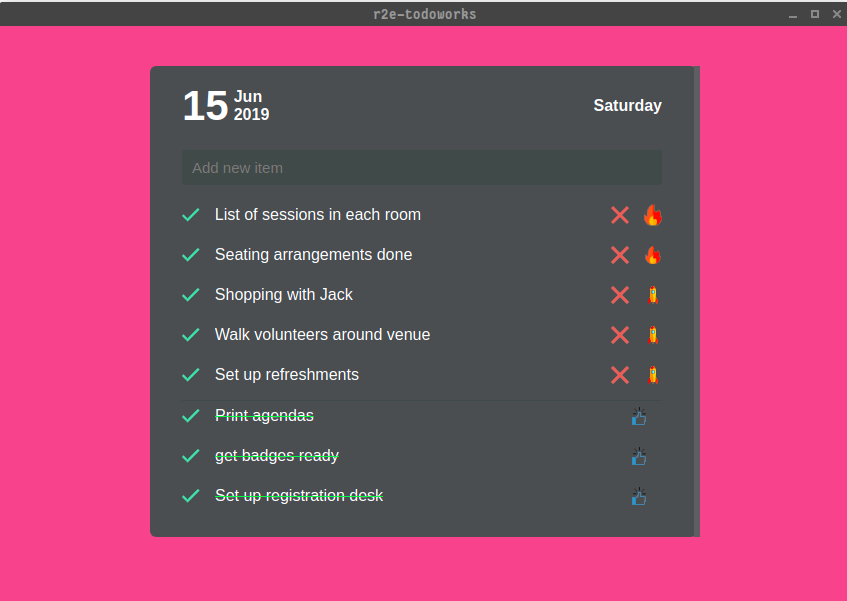 r2e-todoworks
15 Jun
2019
Saturday
Add new item
List of sessions in each room
Seating arrangements done
Shopping with Jack
Walk volunteers around venue
Set up refreshments
Print agendas
get badges ready
Set up registration desk